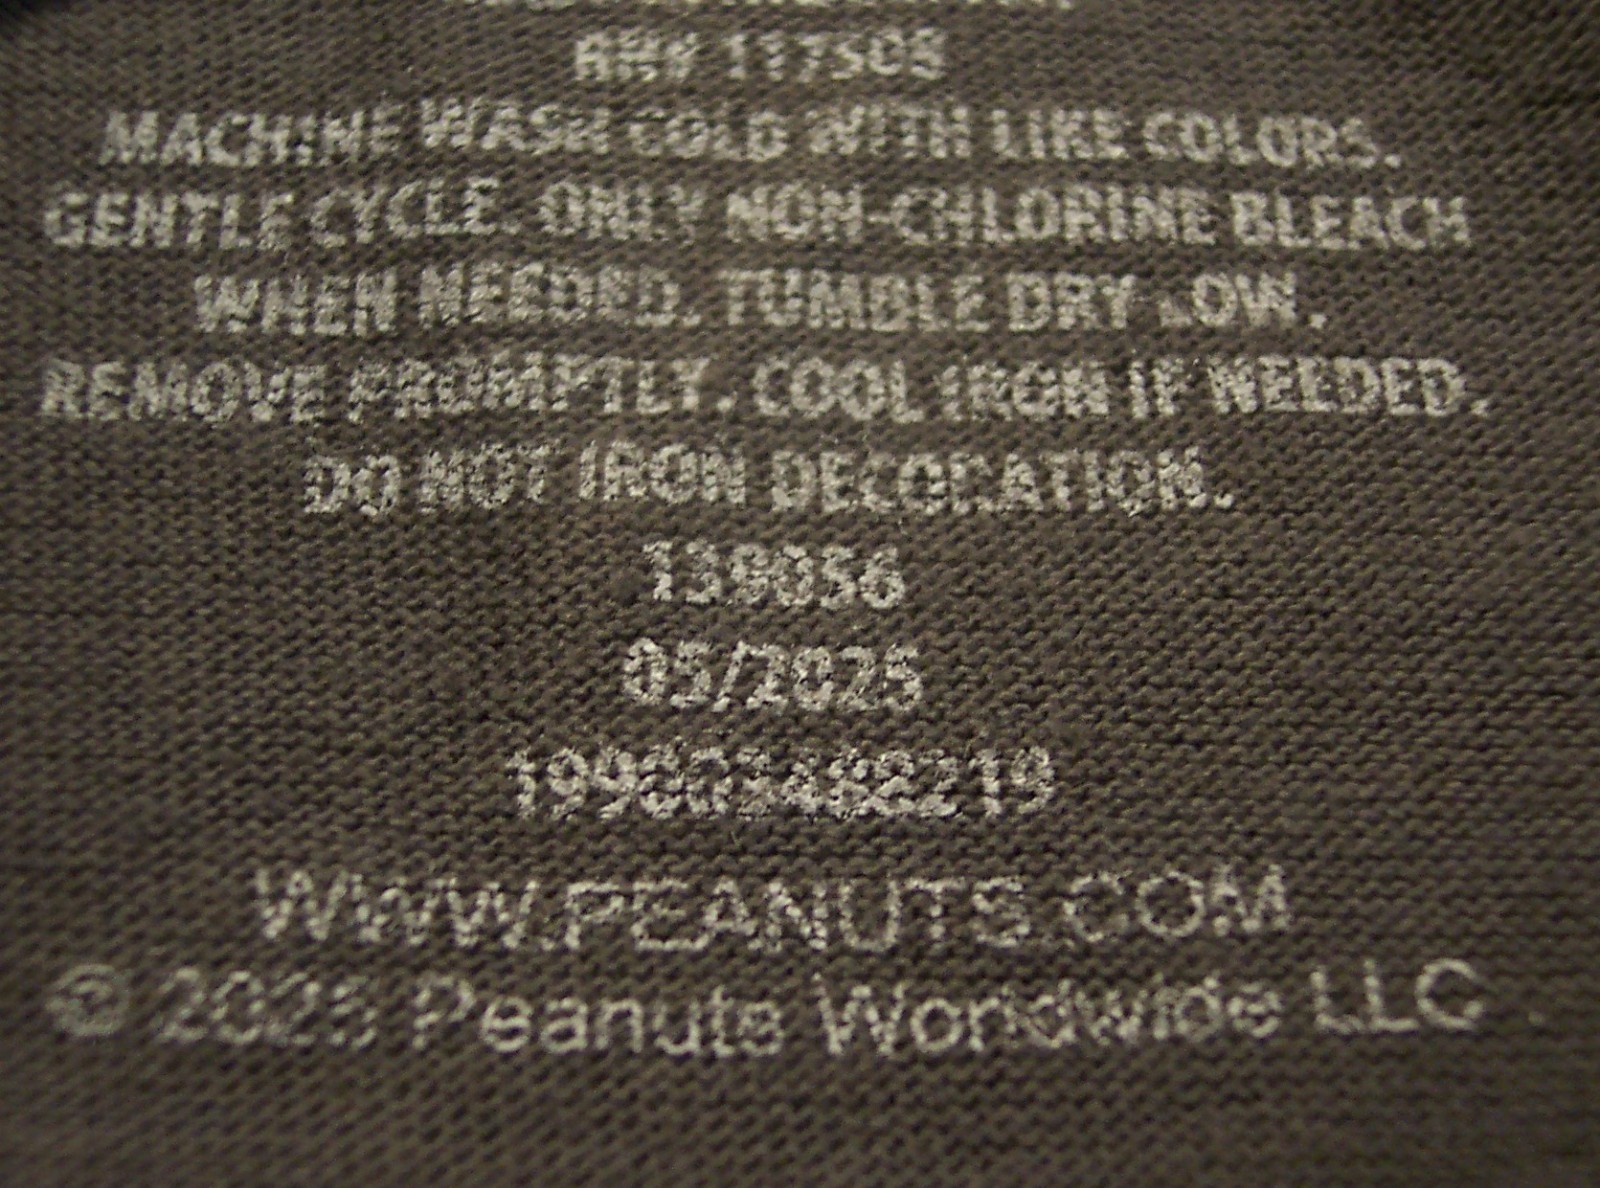 RN# 117505
MACHINE WASH COLD WITH LIKE COLORS.
GENTLE CYCLE. ONLY NON-CHLORINE BLEACH
WHEN NEEDED. TUMBLE DRY LOW.
REMOVE PROMPTLY. COOL IRON IF NEEDED.
DO NOT IRON DECORATION.
139056
05/2025
WWW.PEANUTS.COM
© 2025 Peanuts Worldwide LLC